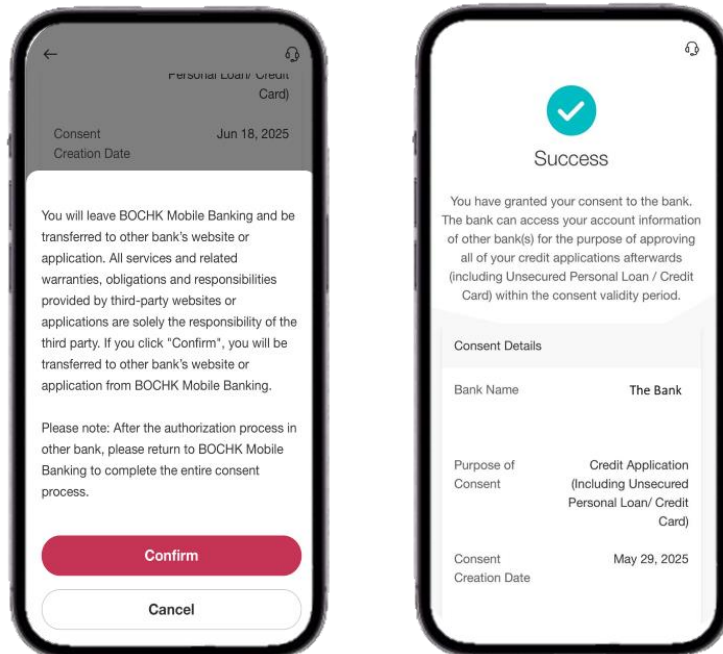 Personal Loan/ Credit
Card)
Consent
Creation Date
Jun 18, 2025
You will leave BOCHK Mobile Banking and be
transferred to other bank's website or
application. All services and related
warranties, obligations and responsibilities
provided by third-party websites or
applications are solely the responsibility of the
third party. If you click "Confirm", you will be
transferred to other bank's website or
application from BOCHK Mobile Banking.
Please note: After the authorization process in
other bank, please return to BOCHK Mobile
Banking to complete the entire consent
process.
Confirm
Cancel
Success
You have granted your consent to the bank.
The bank can access your account information
of other bank(s) for the purpose of approving
all of your credit applications afterwards
(including Unsecured Personal Loan / Credit
Card) within the consent validity period.
Consent Details
Bank Name
The Bank
Purpose of
Consent
Credit Application
(Including Unsecured
Personal Loan/ Credit
Card)
Consent
Creation Date
May 29, 2025